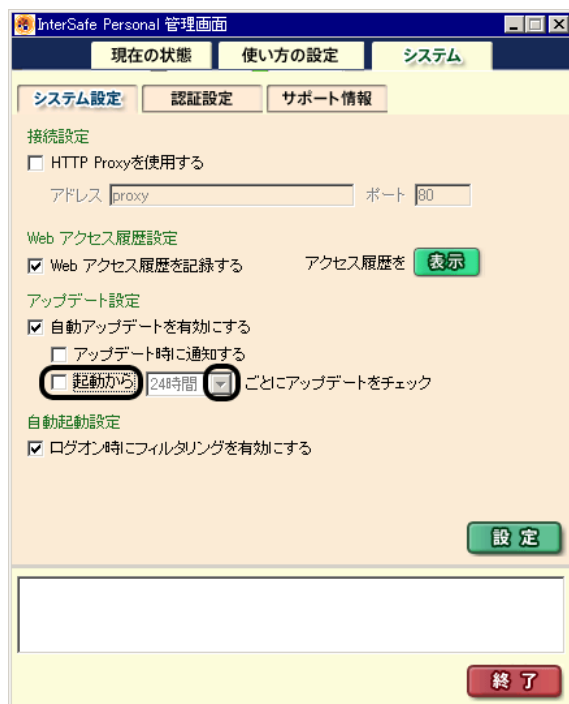 InterSafe Personal 管理画面
現在の状態 使い方の設定 システム
システム設定 認証設定 サポート情報
接続設定
HTTP Proxyを使用する
アドレス proxy ポート 80
Web アクセス履歴設定
Web アクセス履歴を記録する アクセス履歴を 表示
アップデート設定
自動アップデートを有効にする
アップデート時に通知する
起動から 24時間 ごとにアップデートをチェック
自動起動設定
ログオン時にフィルタリングを有効にする
設定
終了